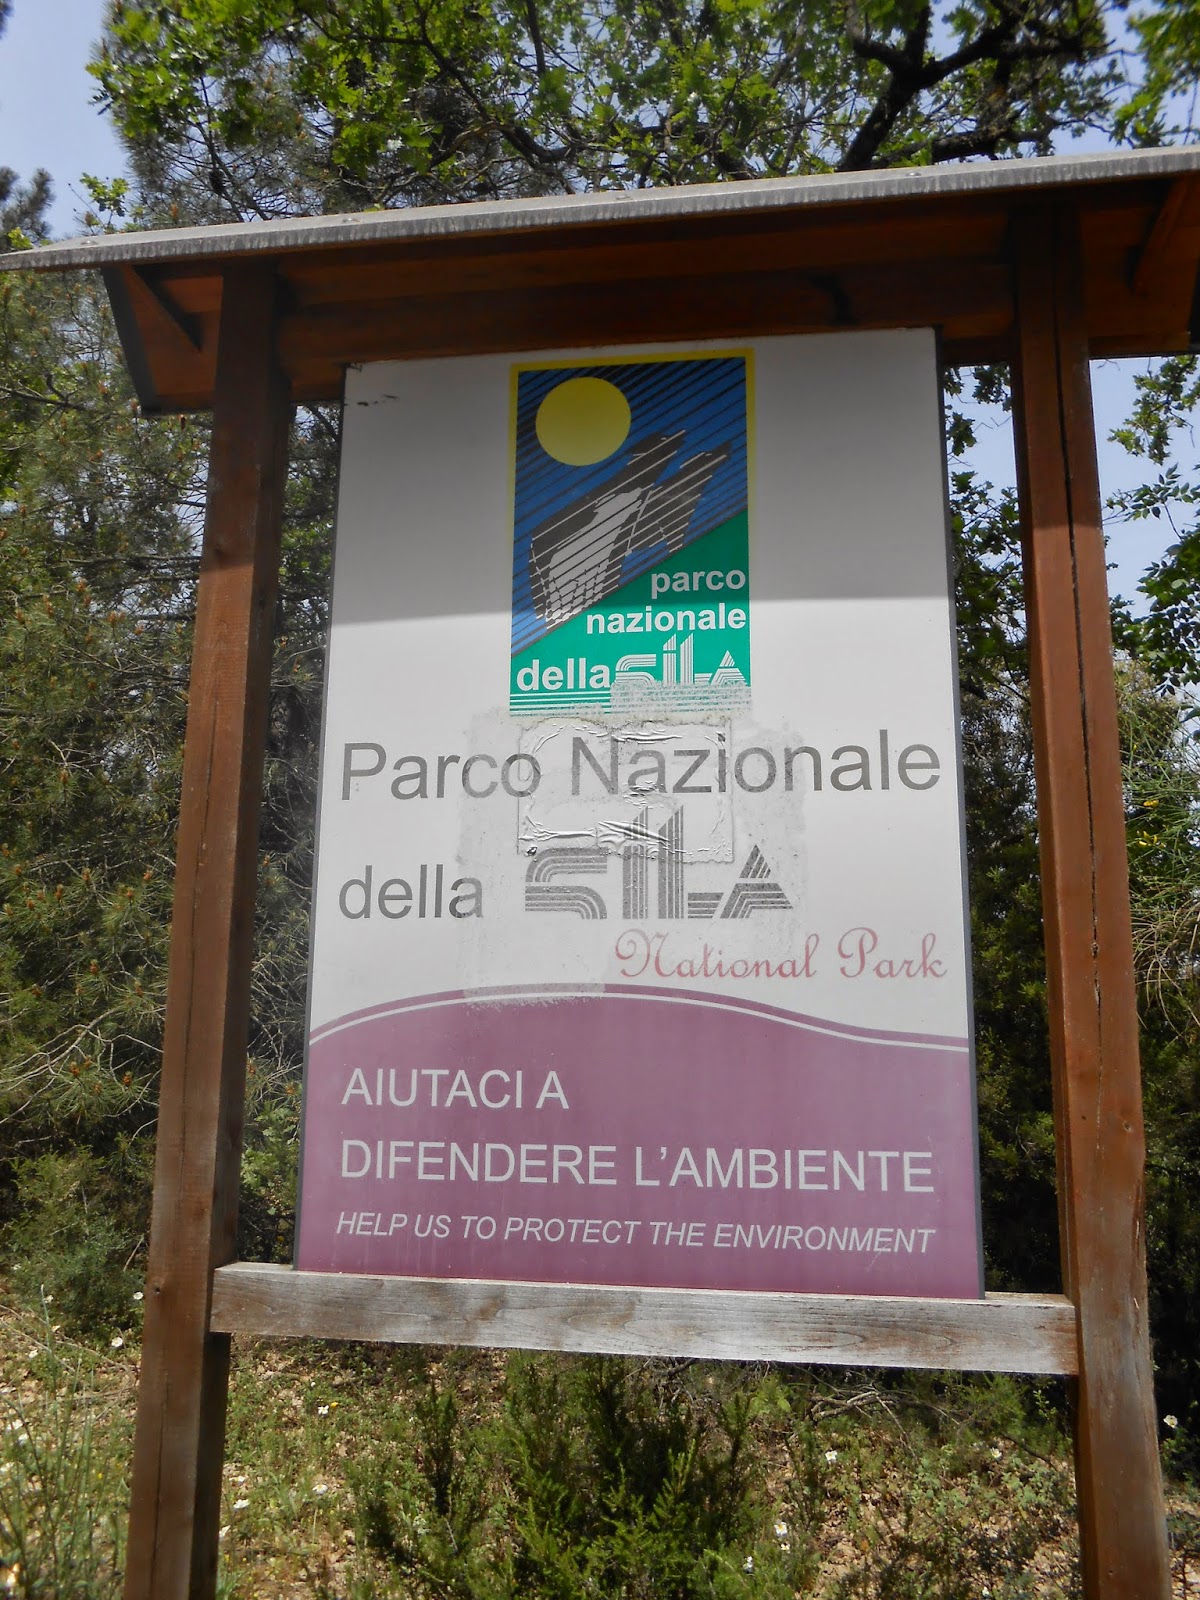 parco
nazionale
della SILA
Parco Nazionale
della SILA
National Park
AIUTACI A
DIFENDERE L'AMBIENTE
HELP US TO PROTECT THE ENVIRONMENT